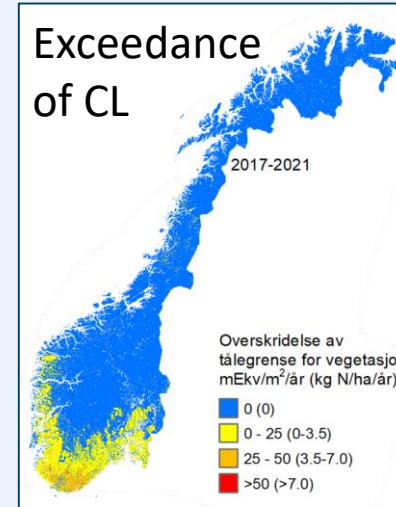 Exceedance
of CL
2017-2021
Overskridelse av
tålegrense for vegetasjo
mEkv/m²/år (kg N/ha/år)
0 (0)
0 - 25 (0-3.5)
25 - 50 (3.5-7.0)
>50 (>7.0)